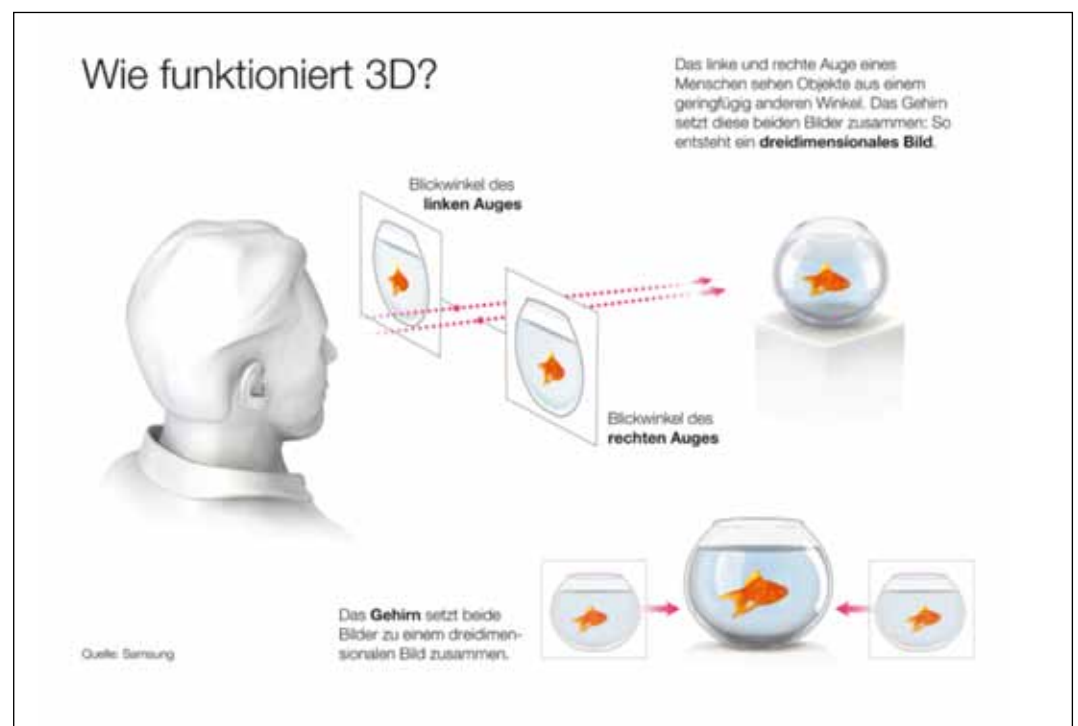 Wie funktioniert 3D?
Das linke und rechte Auge eines
Menschen sehen Objekte aus einem
geringfügig anderen Winkel. Das Gehirn
setzt diese beiden Bilder zusammen: So
entsteht ein dreidimensionales Bild.
Blickwinkel des
linken Auges
Blickwinkel des
rechten Auges
Das Gehirn setzt beide
Bilder zu einem dreidimen-
sionalen Bild zusammen.
Quelle: Samsung